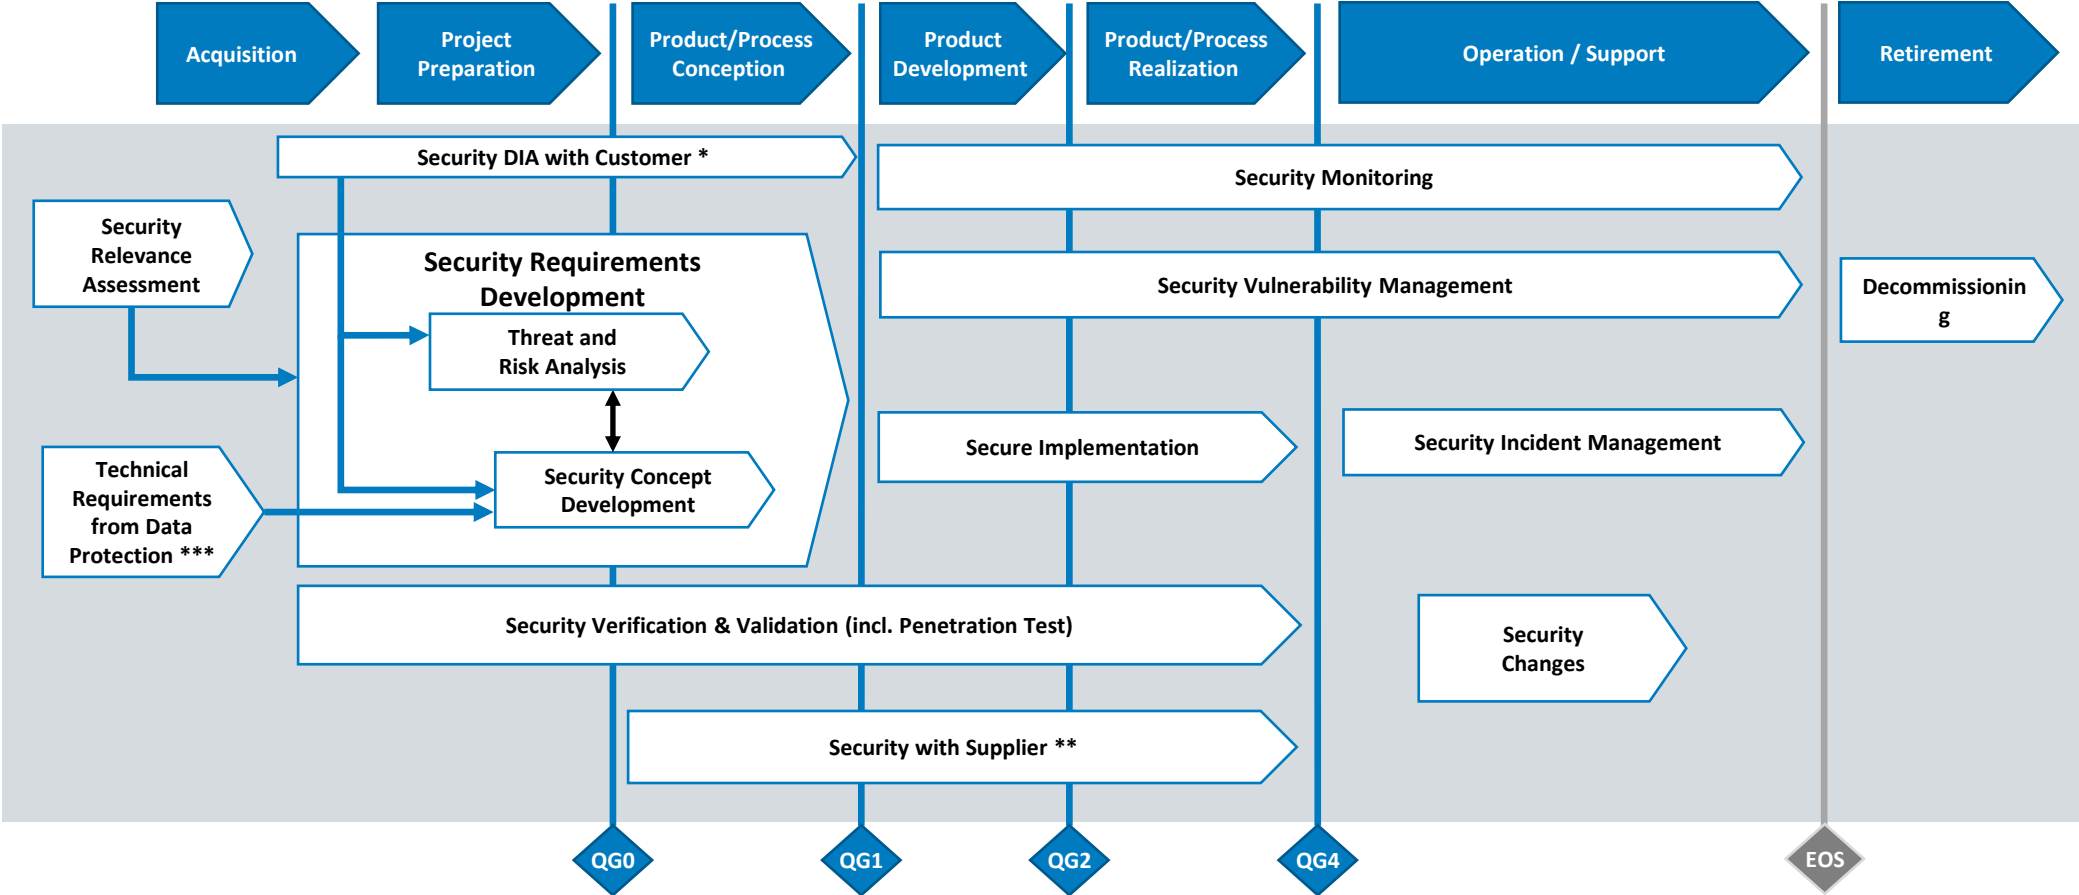 Acquisition
Project
Preparation
Product/Process
Conception
Product
Development
Product/Process
Realization
Operation / Support
Retirement
Security DIA with Customer *
Security Monitoring
Security
Relevance
Assessment
Security Requirements
Development
Security Vulnerability Management
Decommissionin
g
Threat and
Risk Analysis
Secure Implementation
Security Incident Management
Technical
Requirements
from Data
Protection ***
Security Concept
Development
Security Verification & Validation (incl. Penetration Test)
Security
Changes
Security with Supplier **
QG0
QG1
QG2
QG4
EOS